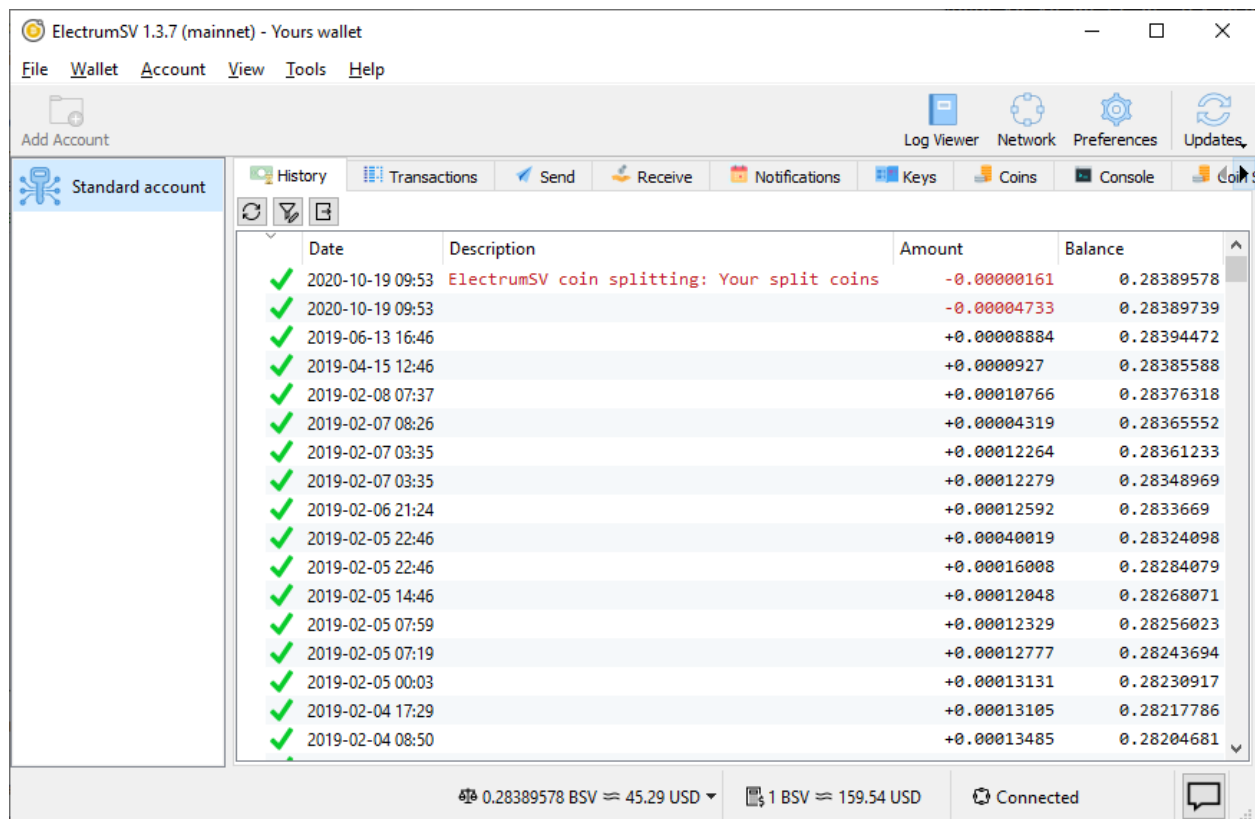 ElectrumSV 1.3.7 (mainnet) - Yours wallet
File Wallet Account View Tools Help
Add Account Log Viewer Network Preferences Updates
Standard account
History Transactions Send Receive Notifications Keys Coins Console
Date Description Amount Balance
2020-10-19 09:53 ElectrumSV coin splitting: Your split coins -0.00000161 0.28389578
2020-10-19 09:53 -0.00004733 0.28389739
2019-06-13 16:46 +0.00008884 0.28394472
2019-04-15 12:46 +0.0000927 0.28385588
2019-02-08 07:37 +0.00010766 0.28376318
2019-02-07 08:26 +0.00004319 0.28365552
2019-02-07 03:35 +0.00012264 0.28361233
2019-02-07 03:35 +0.00012279 0.28348969
2019-02-06 21:24 +0.00012592 0.2833669
2019-02-05 22:46 +0.00040019 0.28324098
2019-02-05 22:46 +0.00016008 0.28284079
2019-02-05 14:46 +0.00012048 0.28268071
2019-02-05 07:59 +0.00012329 0.28256023
2019-02-05 07:19 +0.00012777 0.28243694
2019-02-05 00:03 +0.00013131 0.28230917
2019-02-04 17:29 +0.00013105 0.28217786
2019-02-04 08:50 +0.00013485 0.28204681
0.28389578 BSV ≂ 45.29 USD 1 BSV ≂ 159.54 USD Connected